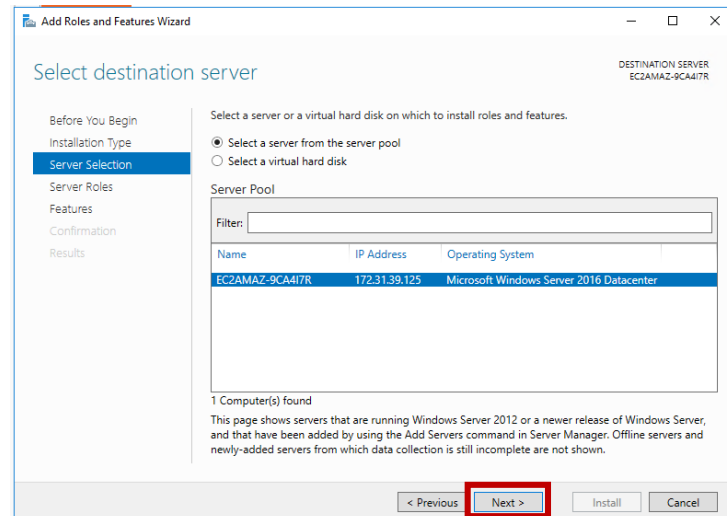 Add Roles and Features Wizard
Select destination server
DESTINATION SERVER
EC2AMAZ-9CA4I7R
Before You Begin
Installation Type
Server Selection
Server Roles
Features
Confirmation
Results
Select a server or a virtual hard disk on which to install roles and features.
Select a server from the server pool
Select a virtual hard disk
Server Pool
Filter:
Name IP Address Operating System
EC2AMAZ-9CA4I7R 172.31.39.125 Microsoft Windows Server 2016 Datacenter
1 Computer(s) found
This page shows servers that are running Windows Server 2012 or a newer release of Windows Server,
and that have been added by using the Add Servers command in Server Manager. Offline servers and
newly-added servers from which data collection is still incomplete are not shown.
< Previous Next > Install Cancel